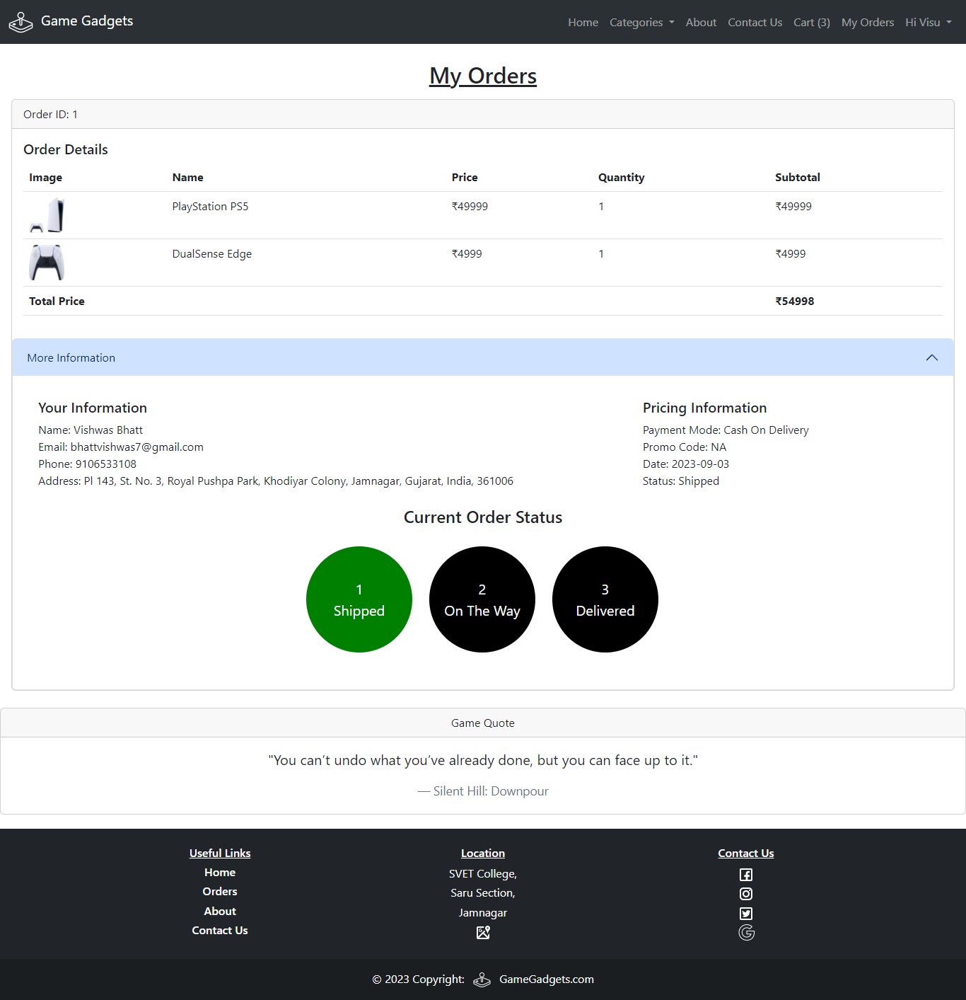 Game Gadgets
Home Categories About Contact Us Cart (3) My Orders Hi Visu
My Orders
Order ID: 1
Order Details
Image Name Price Quantity Subtotal
PlayStation PS5 ₹49999 1 ₹49999
DualSense Edge ₹4999 1 ₹4999
Total Price ₹54998
More Information
Your Information
Name: Vishwas Bhatt
Email: bhattvishwas7@gmail.com
Phone: 9106533108
Address: Pl 143, St. No. 3, Royal Pushpa Park, Khodiyar Colony, Jamnagar, Gujarat, India, 361006
Pricing Information
Payment Mode: Cash On Delivery
Promo Code: NA
Date: 2023-09-03
Status: Shipped
Current Order Status
1
Shipped
2
On The Way
3
Delivered
Game Quote
"You can’t undo what you’ve already done, but you can face up to it."
— Silent Hill: Downpour
Useful Links
Home
Orders
About
Contact Us
Location
SVET College,
Saru Section,
Jamnagar
Contact Us
© 2023 Copyright: GameGadgets.com